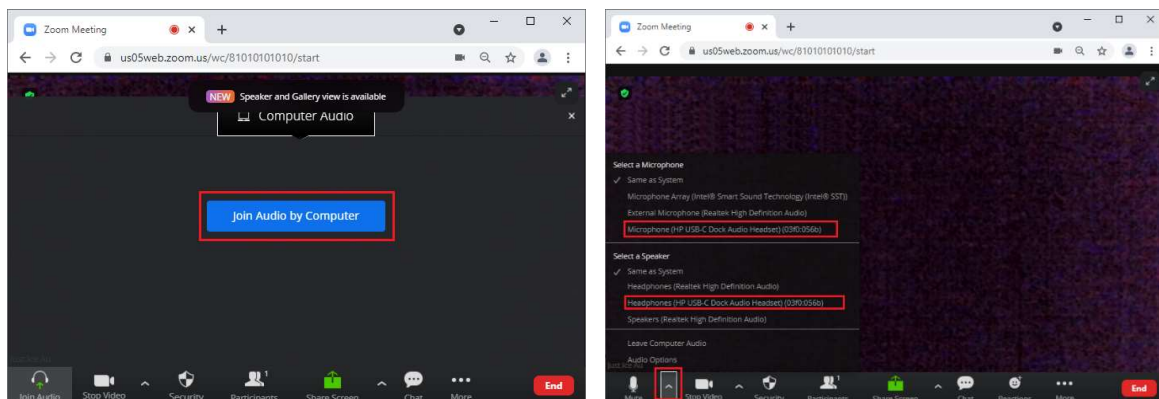 Zoom Meeting
us05web.zoom.us/wc/81010101010/start
NEW Speaker and Gallery view is available
Computer Audio
Join Audio by Computer
Join Audio
Stop Video
Security
Participants
1
Share Screen
Chat
More
End
Zoom Meeting
us05web.zoom.us/wc/81010101010/start
Select a Microphone
Same as System
Microphone Array (Intel® Smart Sound Technology (Intel® SST))
External Microphone (Realtek High Definition Audio)
Microphone (HP USB-C Dock Audio Headset) (03f0:056b)
Select a Speaker
Same as System
Headphones (Realtek High Definition Audio)
Headphones (HP USB-C Dock Audio Headset) (03f0:056b)
Speakers (Realtek High Definition Audio)
Leave Computer Audio
Audio Options
Mute
Stop Video
Security
Participants
1
Share Screen
Chat
Reactions
More
End